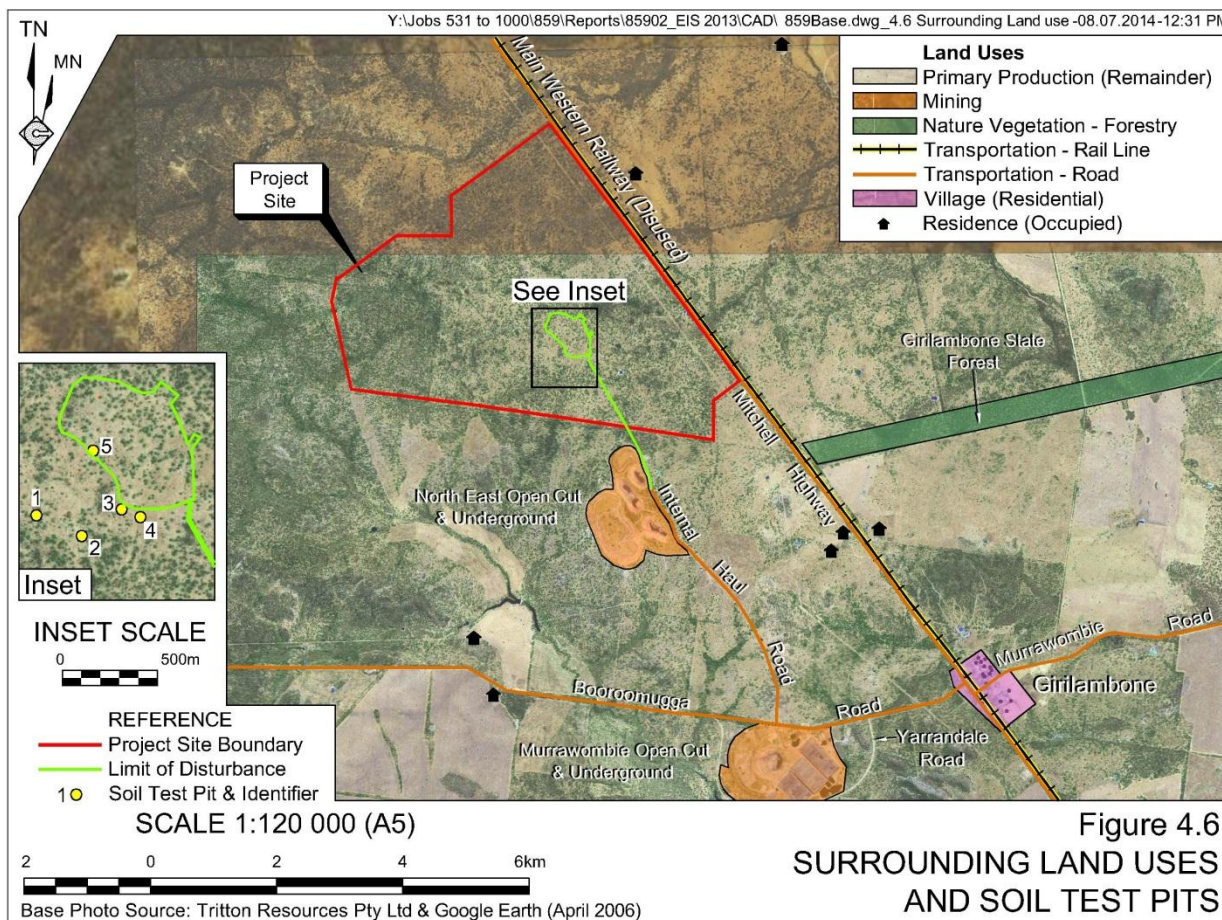 Y:\Jobs 531 to 1000\859\Reports\85902_EIS 2013\CAD\ 859Base.dwg_4.6 Surrounding Land use -08.07.2014-12:31 PM
TN
MN
Land Uses
Primary Production (Remainder)
Mining
Nature Vegetation - Forestry
Transportation - Rail Line
Transportation - Road
Village (Residential)
Residence (Occupied)
Main Western Railway (Disused)
Project
Site
See Inset
Girilambone State
Forest
Mitchell
Highway
North East Open Cut
& Underground
Internal
Haul
Road
Booroomugga
Road
Murrawombie
Road
Girilambone
Yarrandale
Road
Murrawombie Open Cut
& Underground
5
1
3
4
2
Inset
INSET SCALE
0 500m
REFERENCE
Project Site Boundary
Limit of Disturbance
1 Soil Test Pit & Identifier
SCALE 1:120 000 (A5)
2 0 2 4 6km
Base Photo Source: Tritton Resources Pty Ltd & Google Earth (April 2006)
Figure 4.6
SURROUNDING LAND USES
AND SOIL TEST PITS